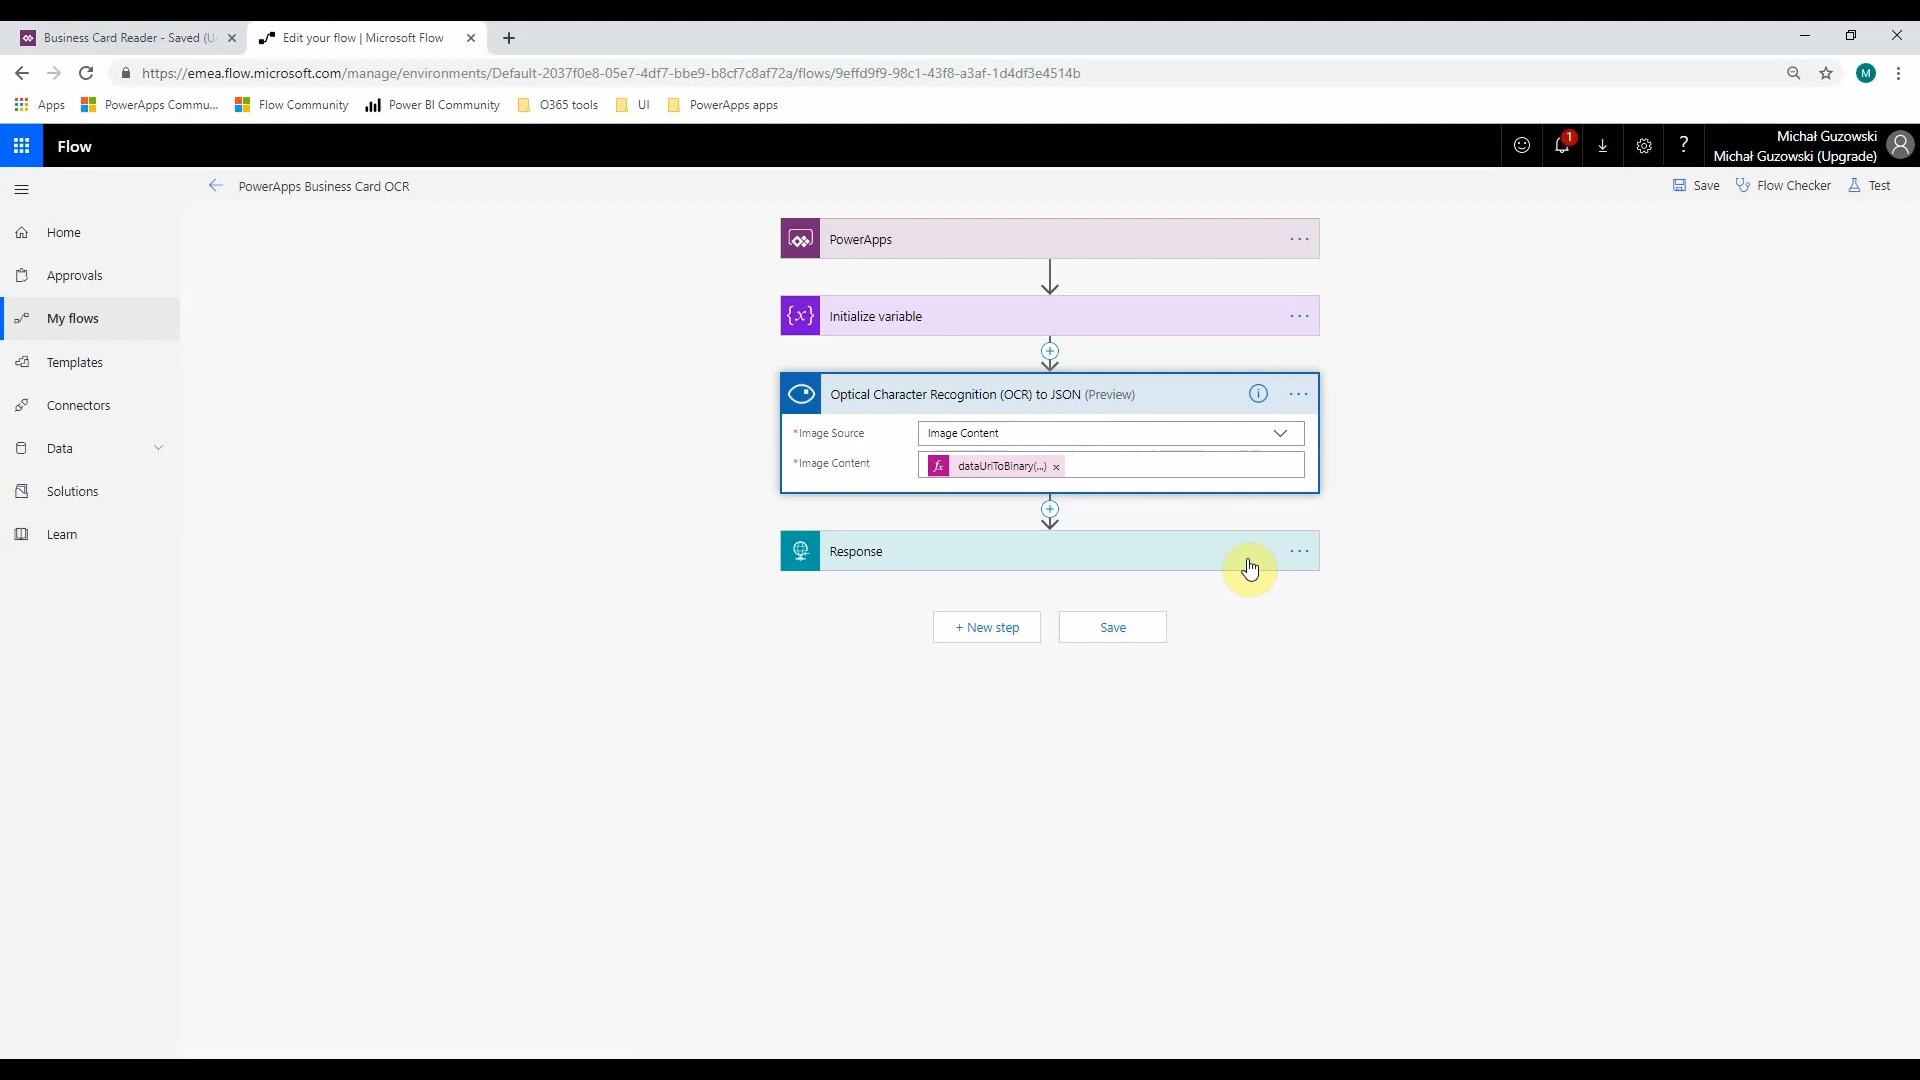 Business Card Reader - Saved (U
Edit your flow | Microsoft Flow
https://emea.flow.microsoft.com/manage/environments/Default-2037f0e8-05e7-4df7-bbe9-b8cf7c8af72a/flows/9effd9f9-98c1-43f8-a3af-1d4df3e4514b
M
Apps
PowerApps Commu...
Flow Community
Power BI Community
O365 tools
UI
PowerApps apps
Flow
1
?
Michał Guzowski
Michał Guzowski (Upgrade)
PowerApps Business Card OCR
Save
Flow Checker
Test
Home
Approvals
My flows
Templates
Connectors
Data
Solutions
Learn
PowerApps
{x} Initialize variable
Optical Character Recognition (OCR) to JSON (Preview)
*Image Source
Image Content
*Image Content
fx dataUriToBinary(...) ×
Response
+ New step
Save